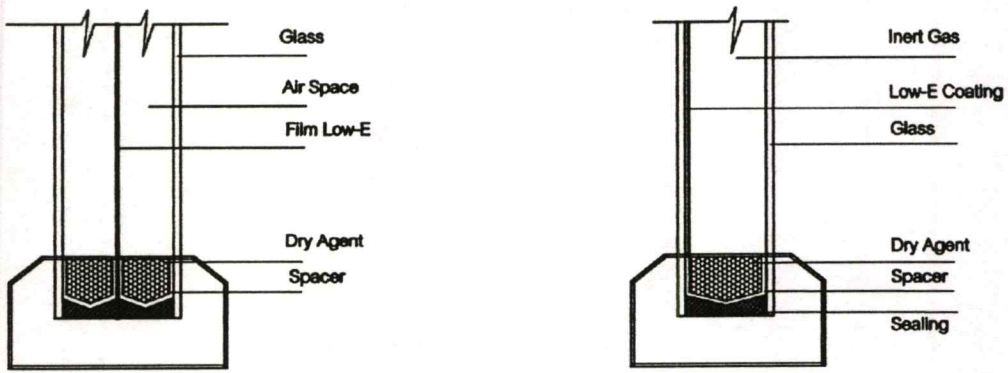 Glass
Air Space
Film Low-E
Dry Agent
Spacer
Inert Gas
Low-E Coating
Glass
Dry Agent
Spacer
Sealing